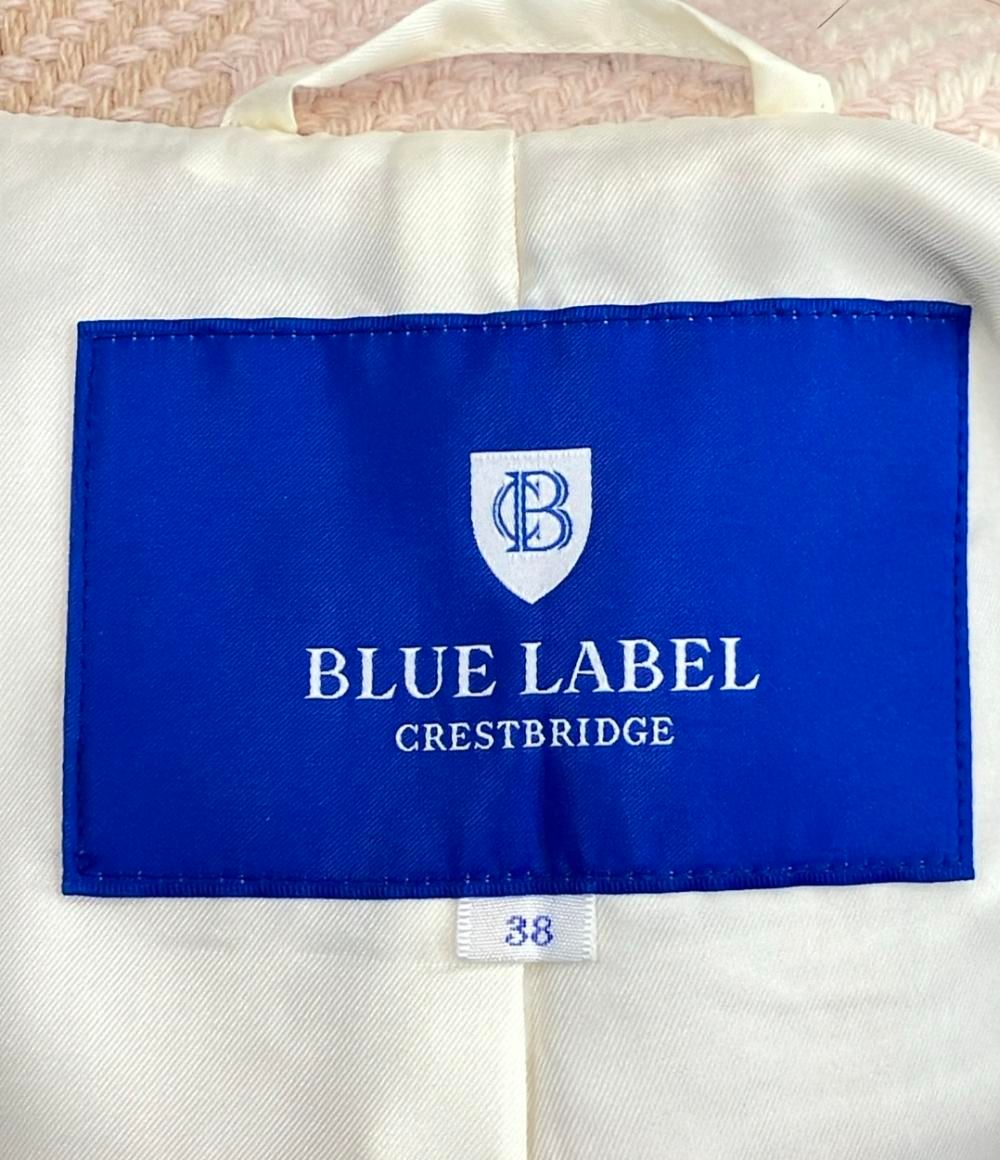 CB
BLUE LABEL
CRESTBRIDGE
38